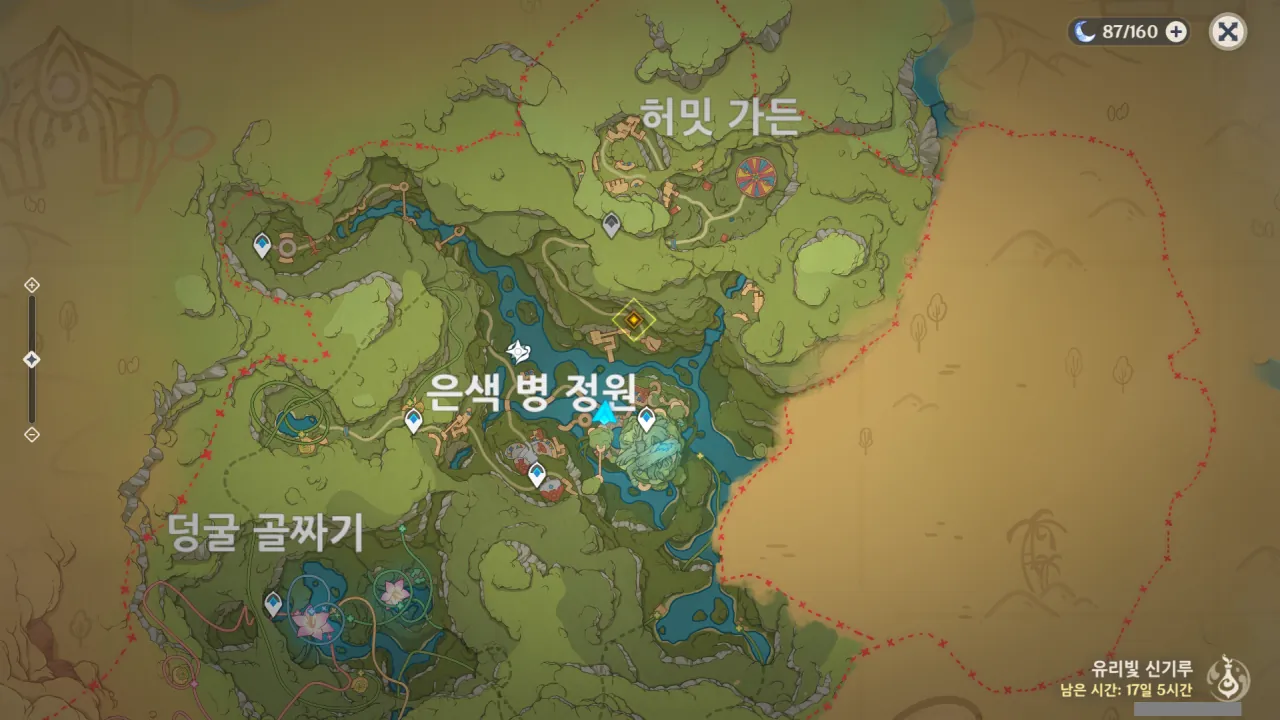 87/160
허밋 가든
은색 병 정원
덩굴 골짜기
유리빛 신기루
남은 시간: 17일 5시간